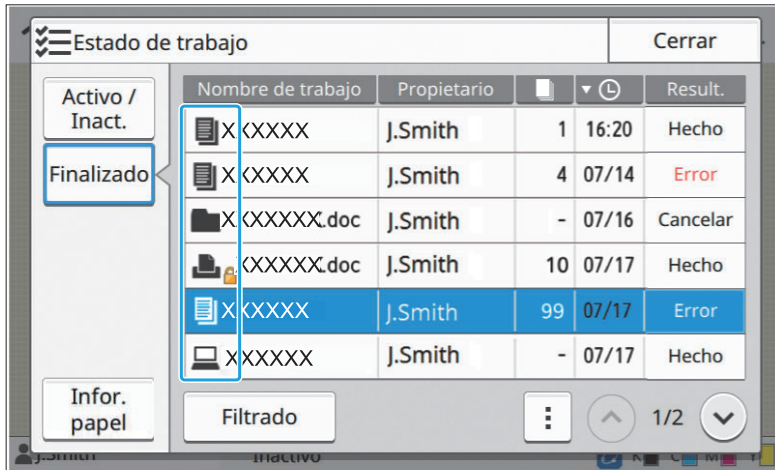 Estado de trabajo
Cerrar
Activo /
Inact.
Finalizado
Infor.
papel
Nombre de trabajo Propietario Result.
XXXXXX J.Smith 1 16:20 Hecho
XXXXXX J.Smith 4 07/14 Error
XXXXXXX.doc J.Smith - 07/16 Cancelar
XXXXXX.doc J.Smith 10 07/17 Hecho
XXXXXX J.Smith 99 07/17 Error
XXXXXX J.Smith - 07/17 Hecho
Filtrado
1/2
J.Smith Inactivo K C M Y